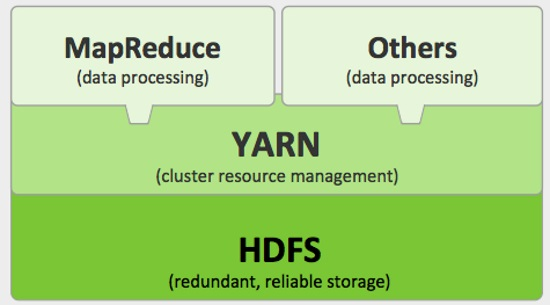 MapReduce
(data processing)
Others
(data processing)
YARN
(cluster resource management)
HDFS
(redundant, reliable storage)